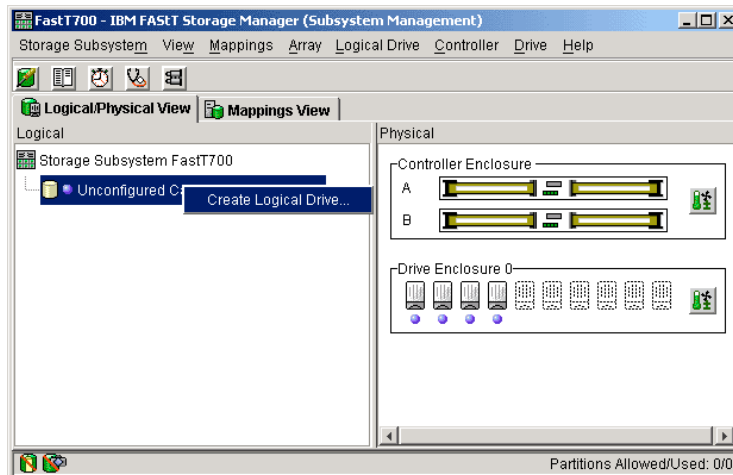 FastT700 - IBM FAStT Storage Manager (Subsystem Management)
Storage Subsystem View Mappings Array Logical Drive Controller Drive Help
Logical/Physical View Mappings View
Logical Physical
Storage Subsystem FastT700
Unconfigured
Create Logical Drive...
Controller Enclosure
A
B
Drive Enclosure 0
Partitions Allowed/Used: 0/0